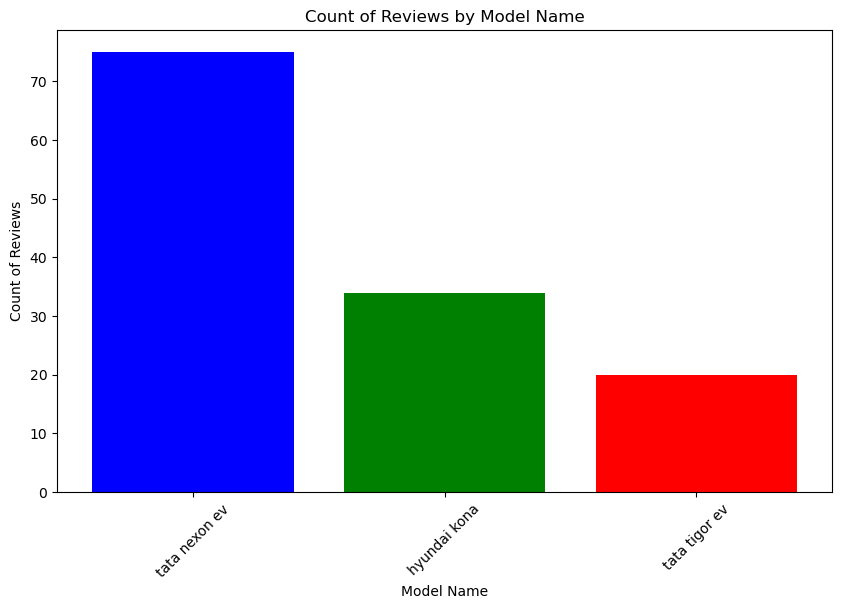 Count of Reviews by Model Name
Count of Reviews
70
60
50
40
30
20
10
0
tata nexon ev
hyundai kona
tata tigor ev
Model Name